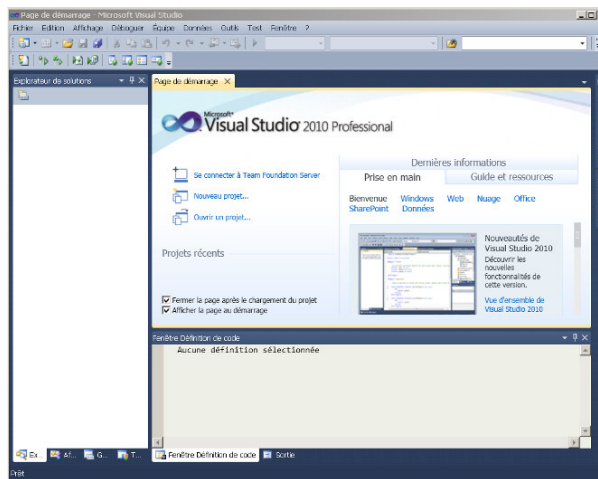 Page de démarrage - Microsoft Visual Studio
Fichier Edition Affichage Déboguer Équipe Données Outils Test Fenêtre ?
Explorateur de solutions
Page de démarrage
Microsoft
Visual Studio 2010 Professional
Se connecter à Team Foundation Server
Nouveau projet...
Ouvrir un projet...
Projets récents
Fermer la page après le chargement du projet
Afficher la page au démarrage
Dernières informations
Prise en main Guide et ressources
Bienvenue Windows Web Nuage Office
SharePoint Données
Nouveautés de
Visual Studio 2010
Découvrir les
nouvelles
fonctionnalités de
cette version.
Vue d'ensemble de
Visual Studio 2010
Fenêtre Définition de code
Aucune définition sélectionnée
Ex... Af... G... T... Fenêtre Définition de code Sortie
Prêt